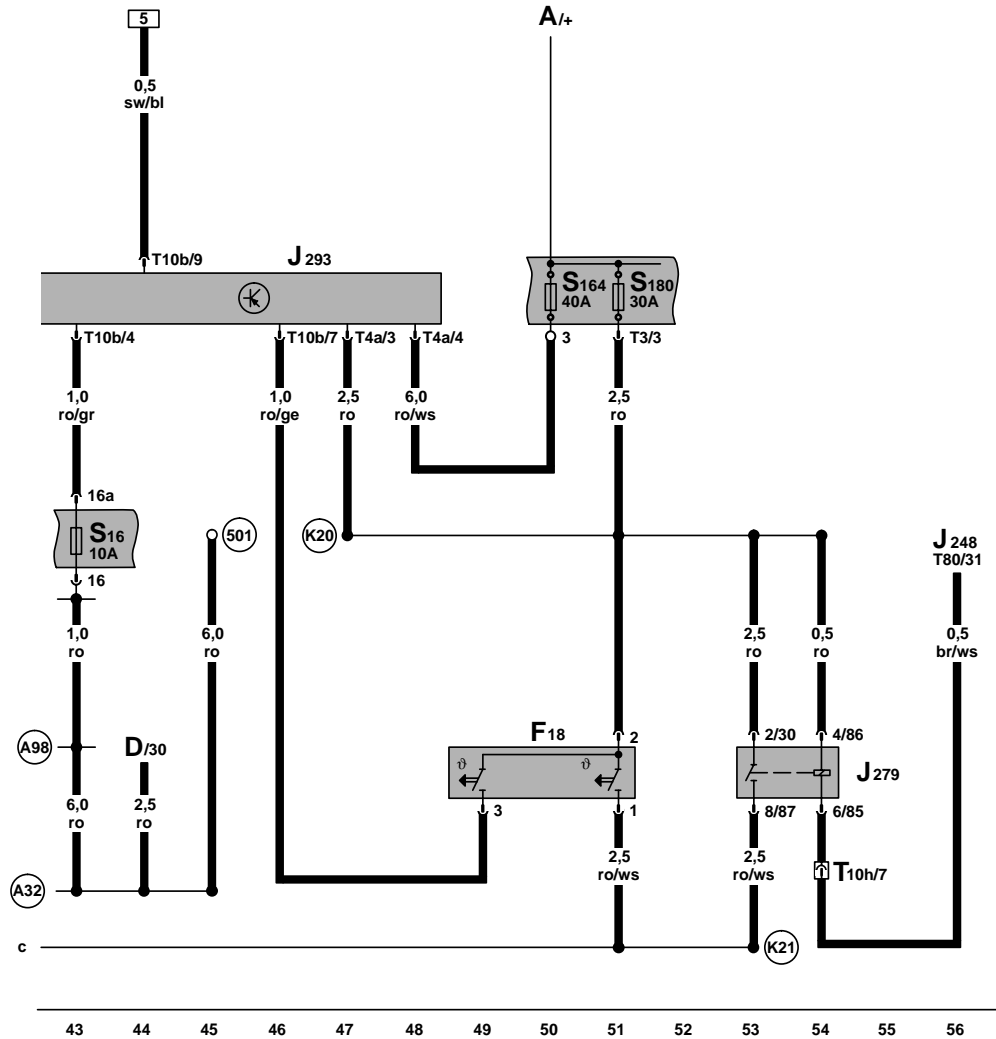 5
A/+
0,5
sw/bl
T10b/9
J 293
S164
40A
S180
30A
T10b/4
T10b/7
T4a/3
T4a/4
3
T3/3
1,0
ro/gr
1,0
ro/ge
2,5
ro
6,0
ro/ws
2,5
ro
16a
S16
10A
16
501
K20
J 248
T80/31
1,0
ro
6,0
ro
2,5
ro
0,5
ro
0,5
br/ws
A98
D/30
F18
2
2/30
4/86
ϑ
ϑ
J 279
6,0
ro
2,5
ro
3
1
8/87
6/85
2,5
ro/ws
2,5
ro/ws
T10h/7
A32
c
K21
43 44 45 46 47 48 49 50 51 52 53 54 55 56